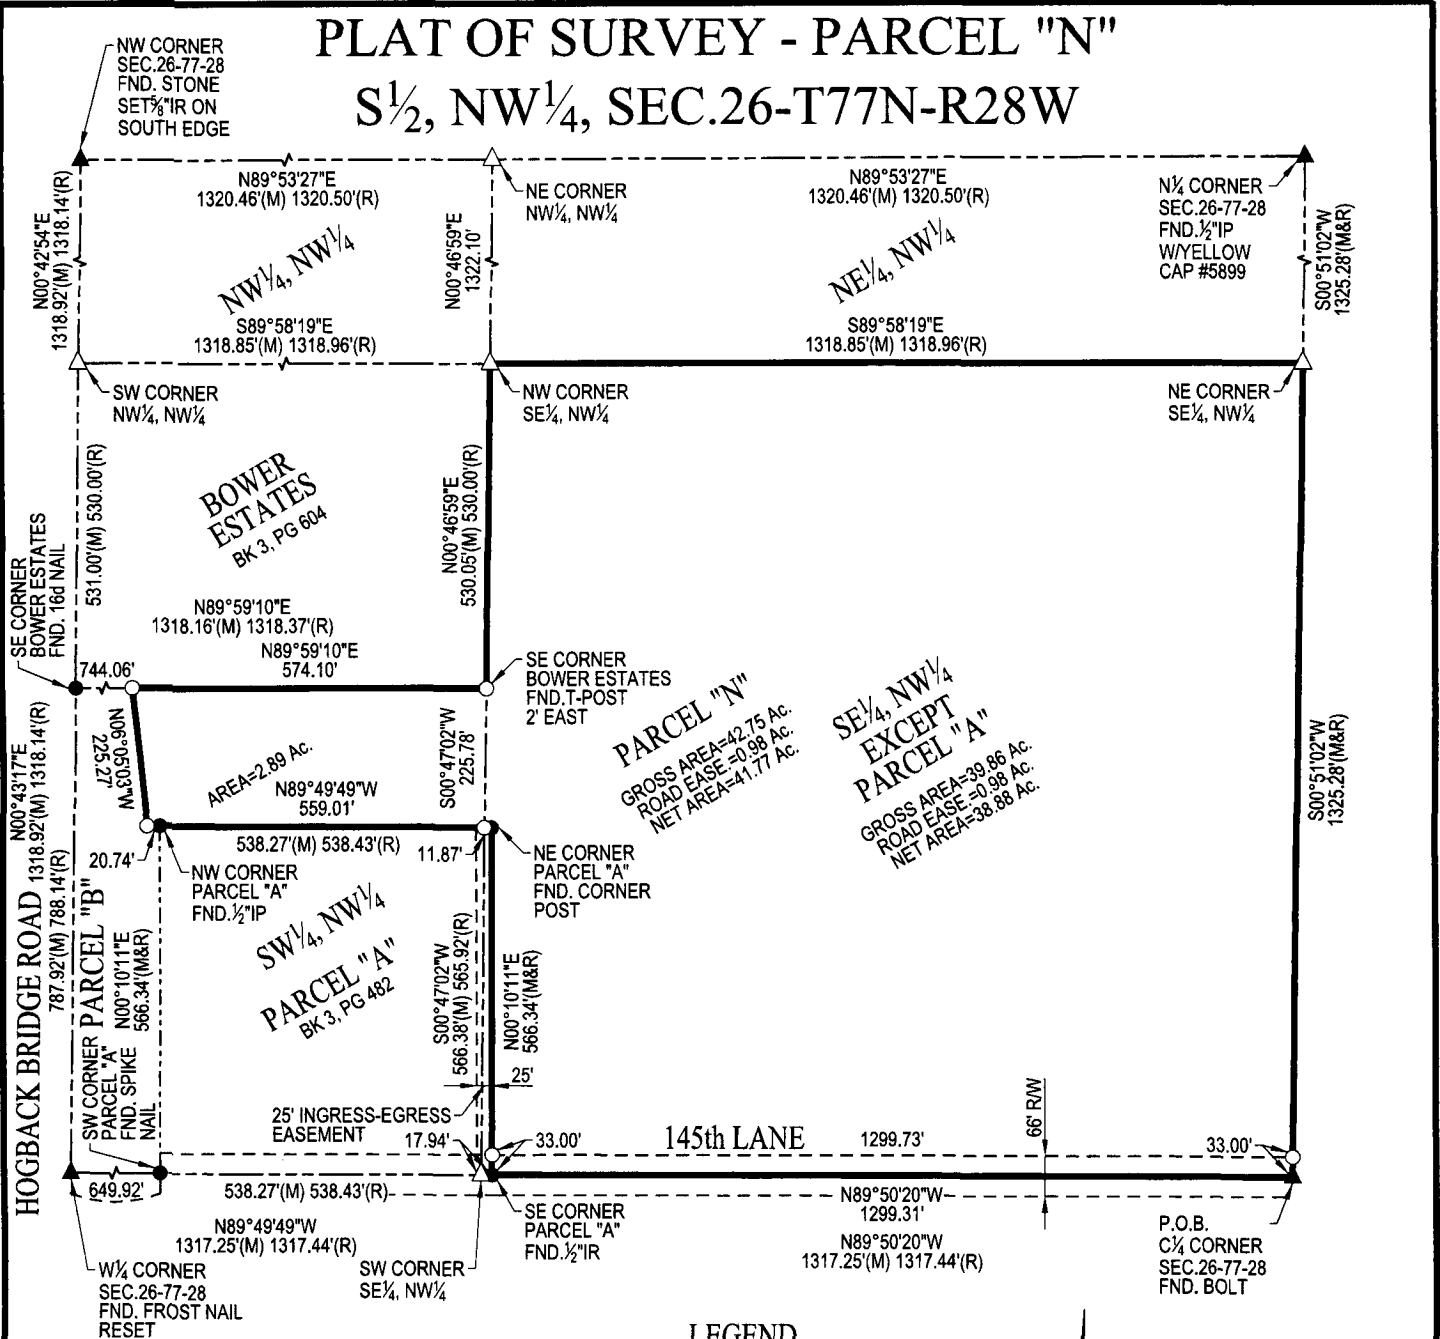 PLAT OF SURVEY - PARCEL "N"
S½, NW¼, SEC.26-T77N-R28W
NW CORNER
SEC.26-77-28
FND. STONE
SET⅝"IR ON
SOUTH EDGE
N89°53'27"E
1320.46'(M) 1320.50'(R)
NE CORNER
NW¼, NW¼
N89°53'27"E
1320.46'(M) 1320.50'(R)
N¼ CORNER
SEC.26-77-28
FND.½"IP
W/YELLOW
CAP #5899
N00°42'54"E
1318.92'(M) 1318.14'(R)
NW¼, NW¼
N00°46'59"E
1322.10'
NE¼, NW¼
S00°51'02"W
1325.28'(M&R)
S89°58'19"E
1318.85'(M) 1318.96'(R)
S89°58'19"E
1318.85'(M) 1318.96'(R)
SW CORNER
NW¼, NW¼
NW CORNER
SE¼, NW¼
NE CORNER
SE¼, NW¼
531.00'(M) 530.00'(R)
BOWER
ESTATES
BK 3, PG 604
N00°46'59"E
530.05'(M) 530.00'(R)
SE CORNER
BOWER ESTATES
FND. 16d NAIL
N89°59'10"E
1318.16'(M) 1318.37'(R)
N89°59'10"E
574.10'
744.06'
SE CORNER
BOWER ESTATES
FND.T-POST
2' EAST
N06°05'03"W
225.27'
AREA=2.89 Ac.
S00°47'02"W
225.78'
PARCEL "N"
GROSS AREA=42.75 Ac.
ROAD EASE.=0.98 Ac.
NET AREA=41.77 Ac.
SE¼, NW¼
EXCEPT
PARCEL "A"
GROSS AREA=39.86 Ac.
ROAD EASE.=0.98 Ac.
NET AREA=38.88 Ac.
S00°51'02"W
1325.28'(M&R)
N89°49'49"W
559.01'
538.27'(M) 538.43'(R)
20.74'
11.87'
NW CORNER
PARCEL "A"
FND.½"IP
NE CORNER
PARCEL "A"
FND. CORNER
POST
HOGBACK BRIDGE ROAD
N00°43'17"E
1318.92'(M) 1318.14'(R)
787.92'(M) 788.14'(R)
PARCEL "B"
N00°10'11"E
566.34'(M&R)
SW CORNER
PARCEL "A"
FND. SPIKE
NAIL
SW¼, NW¼
PARCEL "A"
BK 3, PG 482
S00°47'02"W
566.38'(M) 565.92'(R)
N00°10'11"E
566.34'(M&R)
25'
25' INGRESS-EGRESS
EASEMENT
17.94'
33.00'
145th LANE
1299.73'
66' R/W
33.00'
649.92'
538.27'(M) 538.43'(R)
N89°49'49"W
1317.25'(M) 1317.44'(R)
SE CORNER
PARCEL "A"
FND.½"IR
N89°50'20"W
1299.31'
N89°50'20"W
1317.25'(M) 1317.44'(R)
P.O.B.
C¼ CORNER
SEC.26-77-28
FND. BOLT
W¼ CORNER
SEC.26-77-28
FND. FROST NAIL
RESET
SW CORNER
SE¼, NW¼
LEGEND